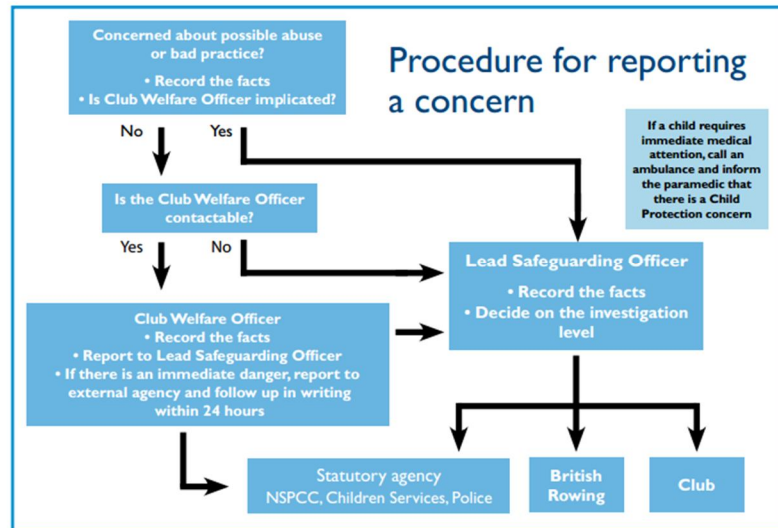 Concerned about possible abuse
or bad practice?
• Record the facts
• Is Club Welfare Officer implicated?
Procedure for reporting
a concern
No
Yes
If a child requires
immediate medical
attention, call an
ambulance and inform
the paramedic that
there is a Child
Protection concern
Is the Club Welfare Officer
contactable?
Yes
No
Lead Safeguarding Officer
• Record the facts
• Decide on the investigation
level
Club Welfare Officer
• Record the facts
• Report to Lead Safeguarding Officer
• If there is an immediate danger, report to
external agency and follow up in writing
within 24 hours
Statutory agency
NSPCC, Children Services, Police
British
Rowing
Club